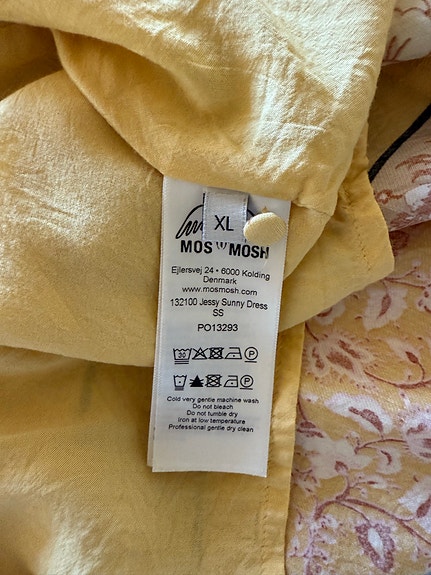 XL
MOS MOSH
Ejlersvej 24 • 6000 Kolding
Denmark
www.mosmosh.com
132100 Jessy Sunny Dress
SS
PO13293
Cold very gentle machine wash
Do not bleach
Do not tumble dry
Iron at low temperature
Professional gentle dry clean